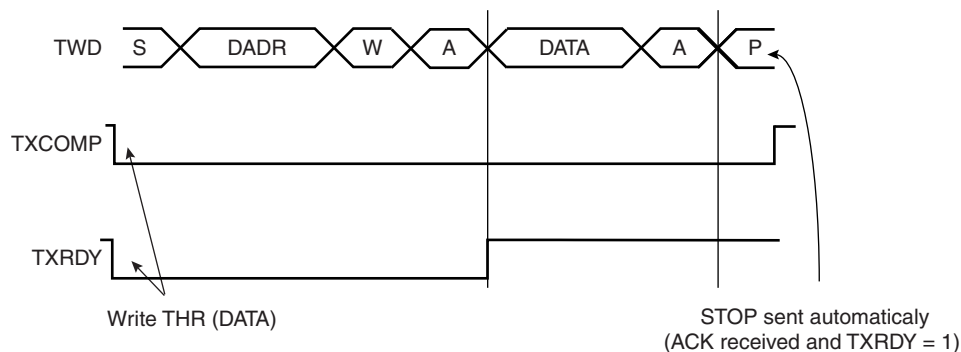 TWD S DADR W A DATA A P
TXCOMP
TXRDY
Write THR (DATA)
STOP sent automaticaly
(ACK received and TXRDY = 1)